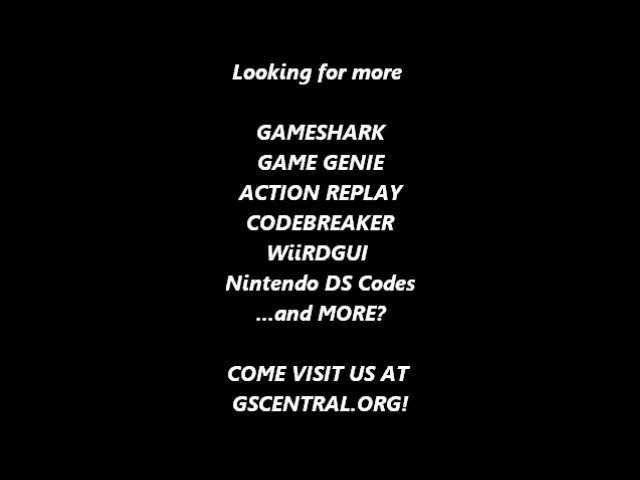 Looking for more
GAMESHARK
GAME GENIE
ACTION REPLAY
CODEBREAKER
WiiRDGUI
Nintendo DS Codes
...and MORE?
COME VISIT US AT
GSCENTRAL.ORG!